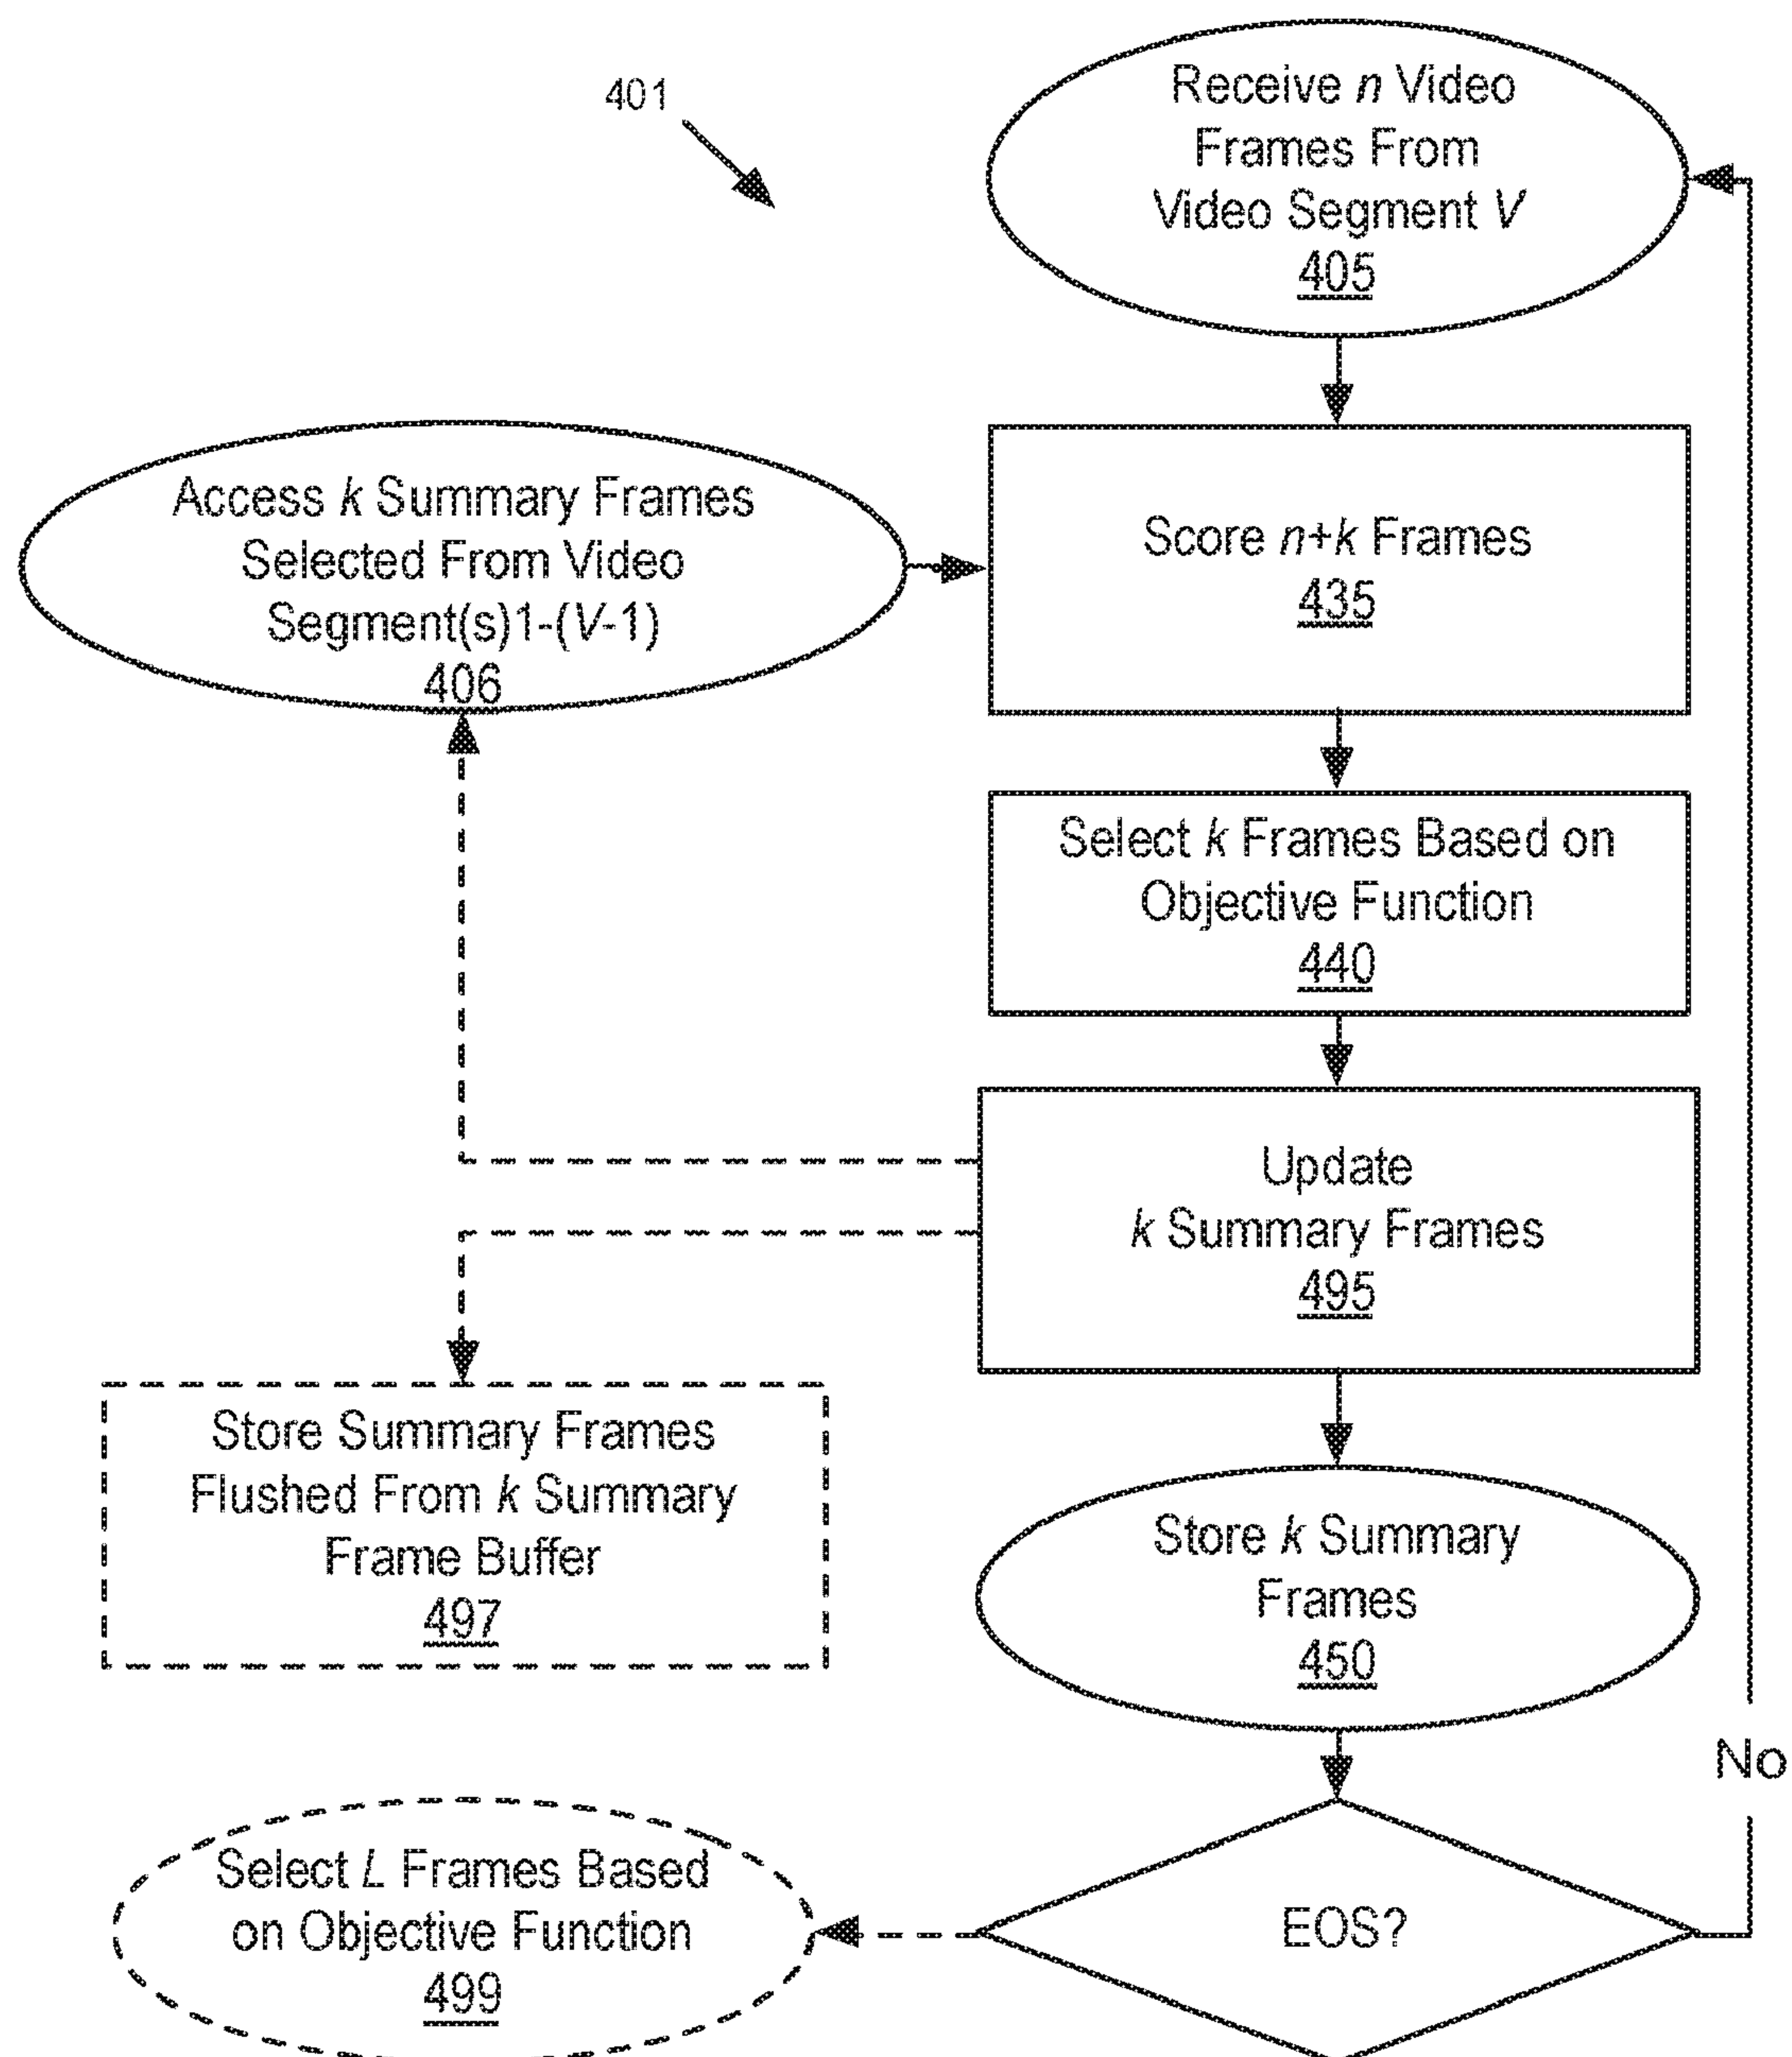 401
Receive n Video
Frames From
Video Segment V
405
Access k Summary Frames
Selected From Video
Segment(s)1-(V-1)
406
Score n+k Frames
435
Select k Frames Based on
Objective Function
440
Update
k Summary Frames
495
Store Summary Frames
Flushed From k Summary
Frame Buffer
497
Store k Summary
Frames
450
No
Select L Frames Based
on Objective Function
499
EOS?